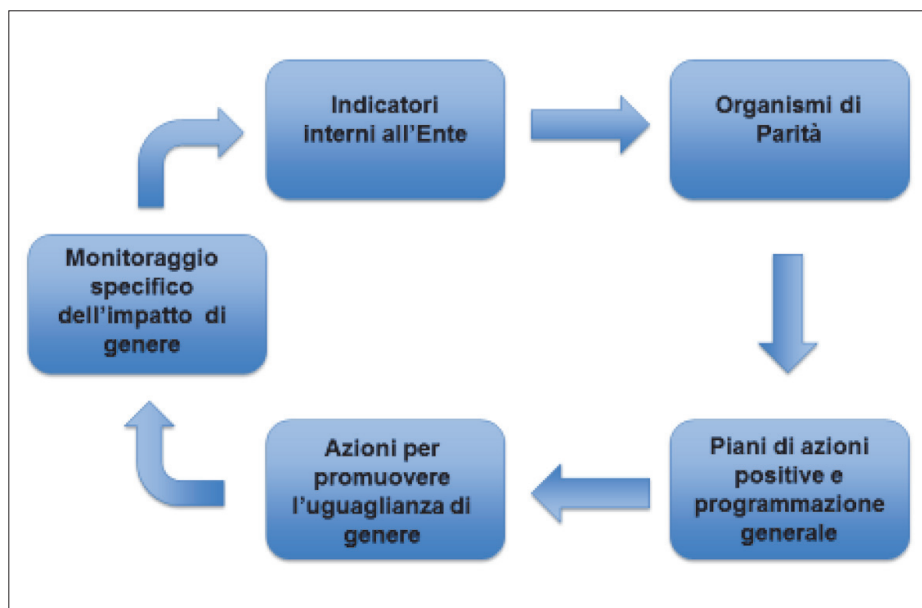 Indicatori
interni all'Ente
Organismi di
Parità
Piani di azioni
positive e
programmazione
generale
Azioni per
promuovere
l'uguaglianza di
genere
Monitoraggio
specifico
dell'impatto di
genere